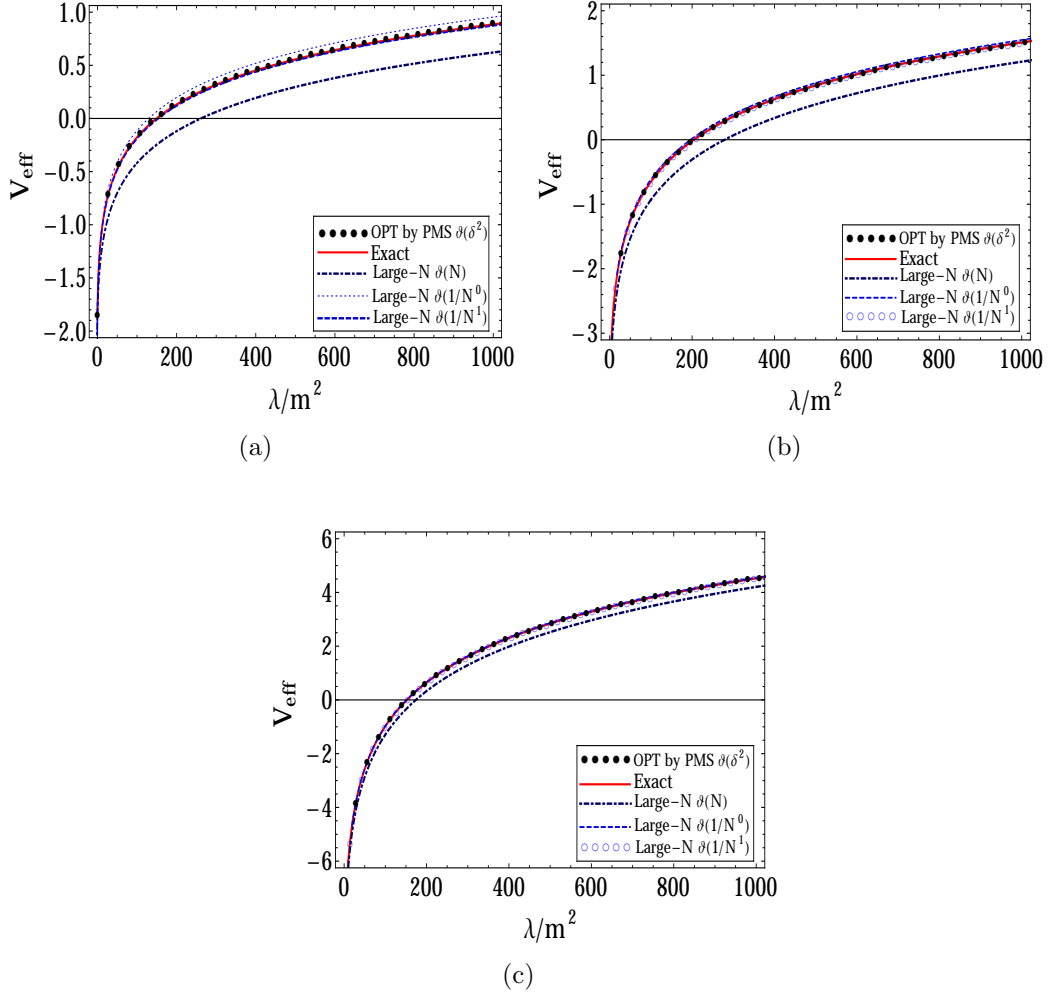 1.0
0.5
0.0
−0.5
−1.0
−1.5
−2.0
V_eff
0 200 400 600 800 1000
λ/m²
OPT by PMS ϑ(δ²)
Exact
Large−N ϑ(N)
Large−N ϑ(1/N⁰)
Large−N ϑ(1/N¹)
(a)
2
1
0
−1
−2
−3
V_eff
0 200 400 600 800 1000
λ/m²
OPT by PMS ϑ(δ²)
Exact
Large−N ϑ(N)
Large−N ϑ(1/N⁰)
Large−N ϑ(1/N¹)
(b)
6
4
2
0
−2
−4
−6
V_eff
0 200 400 600 800 1000
λ/m²
OPT by PMS ϑ(δ²)
Exact
Large−N ϑ(N)
Large−N ϑ(1/N⁰)
Large−N ϑ(1/N¹)
(c)